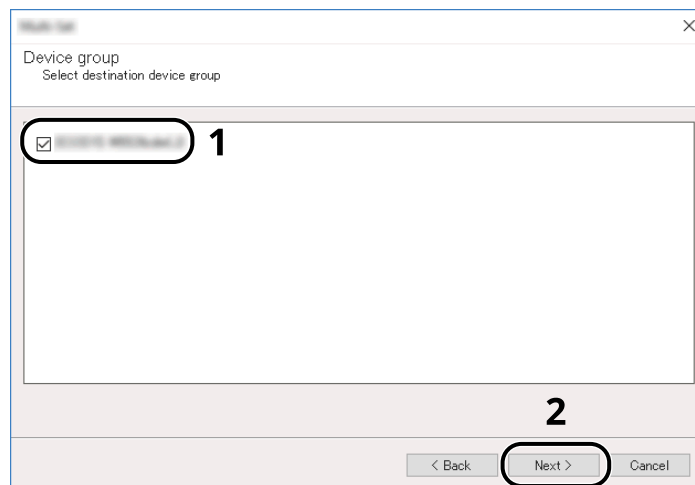 Device group
Select destination device group
1
2
< Back
Next >
Cancel